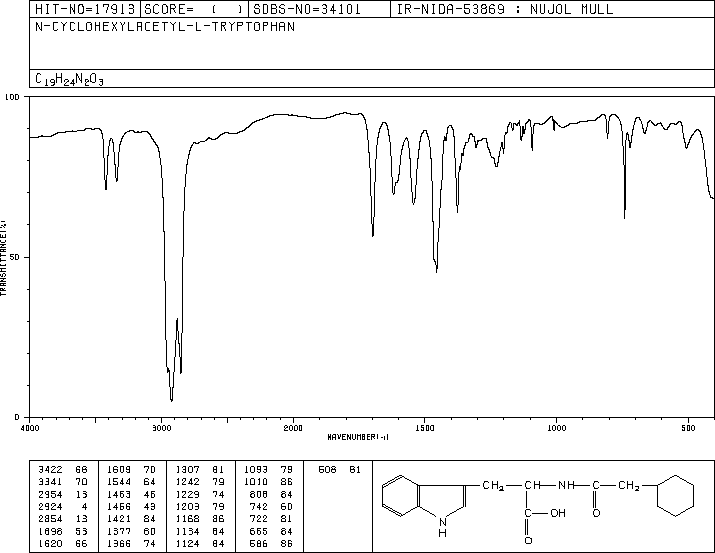 HIT-NO=17913 SCORE= ( ) SDBS-NO=34101 IR-NIDA-53869 : NUJOL MULL
N-CYCLOHEXYLACETYL-L-TRYPTOPHAN
C19H24N2O3
100
50
0
TRANSMITTANCE(%)
4000 3000 2000 1500 1000 500
WAVENUMBER(-1)
3422 68 1609 70 1307 81 1093 79 508 81
3341 70 1544 64 1242 79 1010 86
2954 13 1463 46 1229 74 808 84
2924 4 1456 43 1203 79 742 60
2854 13 1421 84 1168 86 722 81
1698 53 1377 60 1134 84 665 84
1620 66 1366 74 1124 84 586 86
CH2 CH NH C CH2
C OH O
N
H
O